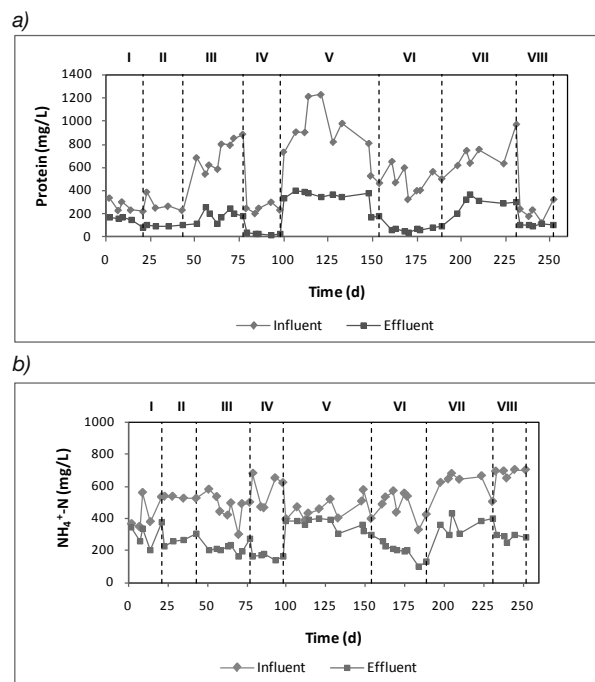 a)
I II III IV V VI VII VIII
1400
1200
1000
800
600
400
200
0
Protein (mg/L)
0 25 50 75 100 125 150 175 200 225 250
Time (d)
Influent Effluent
b)
I II III IV V VI VII VIII
1000
800
600
400
200
0
NH₄⁺-N (mg/L)
0 25 50 75 100 125 150 175 200 225 250
Time (d)
Influent Effluent